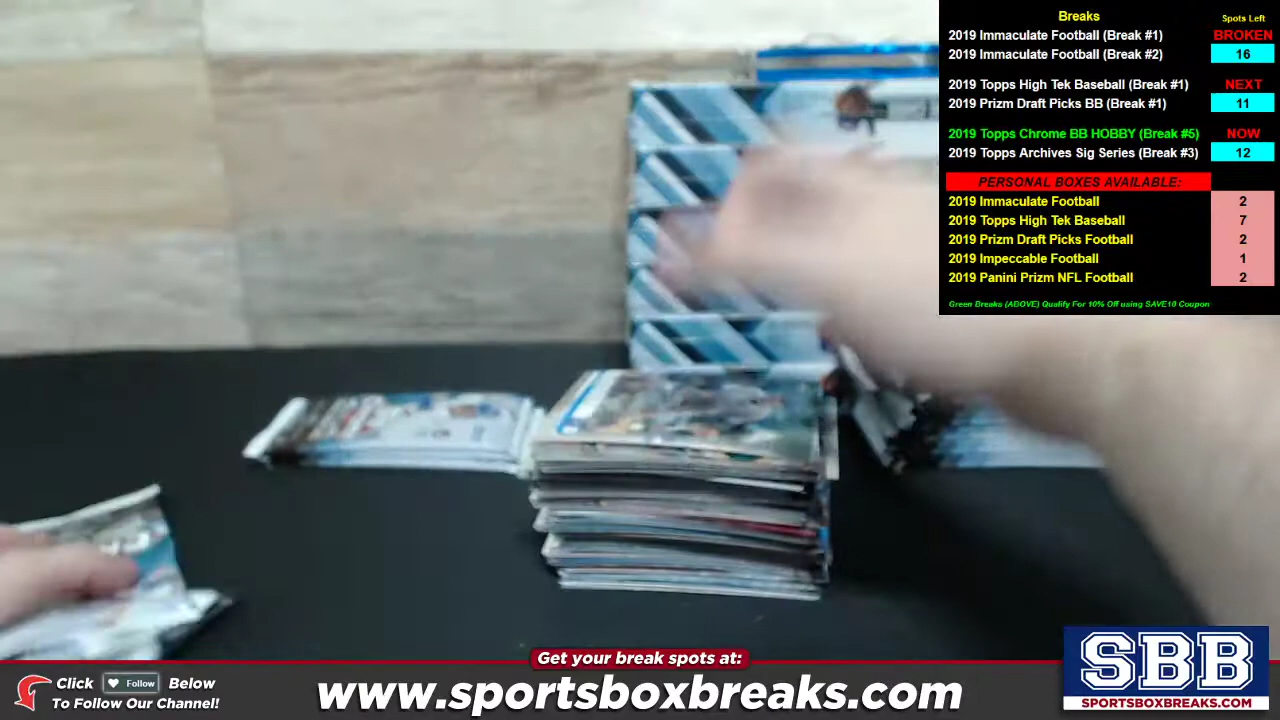 Breaks Spots Left
2019 Immaculate Football (Break #1) BROKEN
2019 Immaculate Football (Break #2) 16
2019 Topps High Tek Baseball (Break #1) NEXT
2019 Prizm Draft Picks BB (Break #1) 11
2019 Topps Chrome BB HOBBY (Break #5) NOW
2019 Topps Archives Sig Series (Break #3) 12
PERSONAL BOXES AVAILABLE:
2019 Immaculate Football 2
2019 Topps High Tek Baseball 7
2019 Prizm Draft Picks Football 2
2019 Impeccable Football 1
2019 Panini Prizm NFL Football 2
Green Breaks (ABOVE) Qualify For 10% Off using SAVE10 Coupon
Get your break spots at:
Click Follow Below
To Follow Our Channel!
www.sportsboxbreaks.com
SBB
SPORTSBOXBREAKS.COM